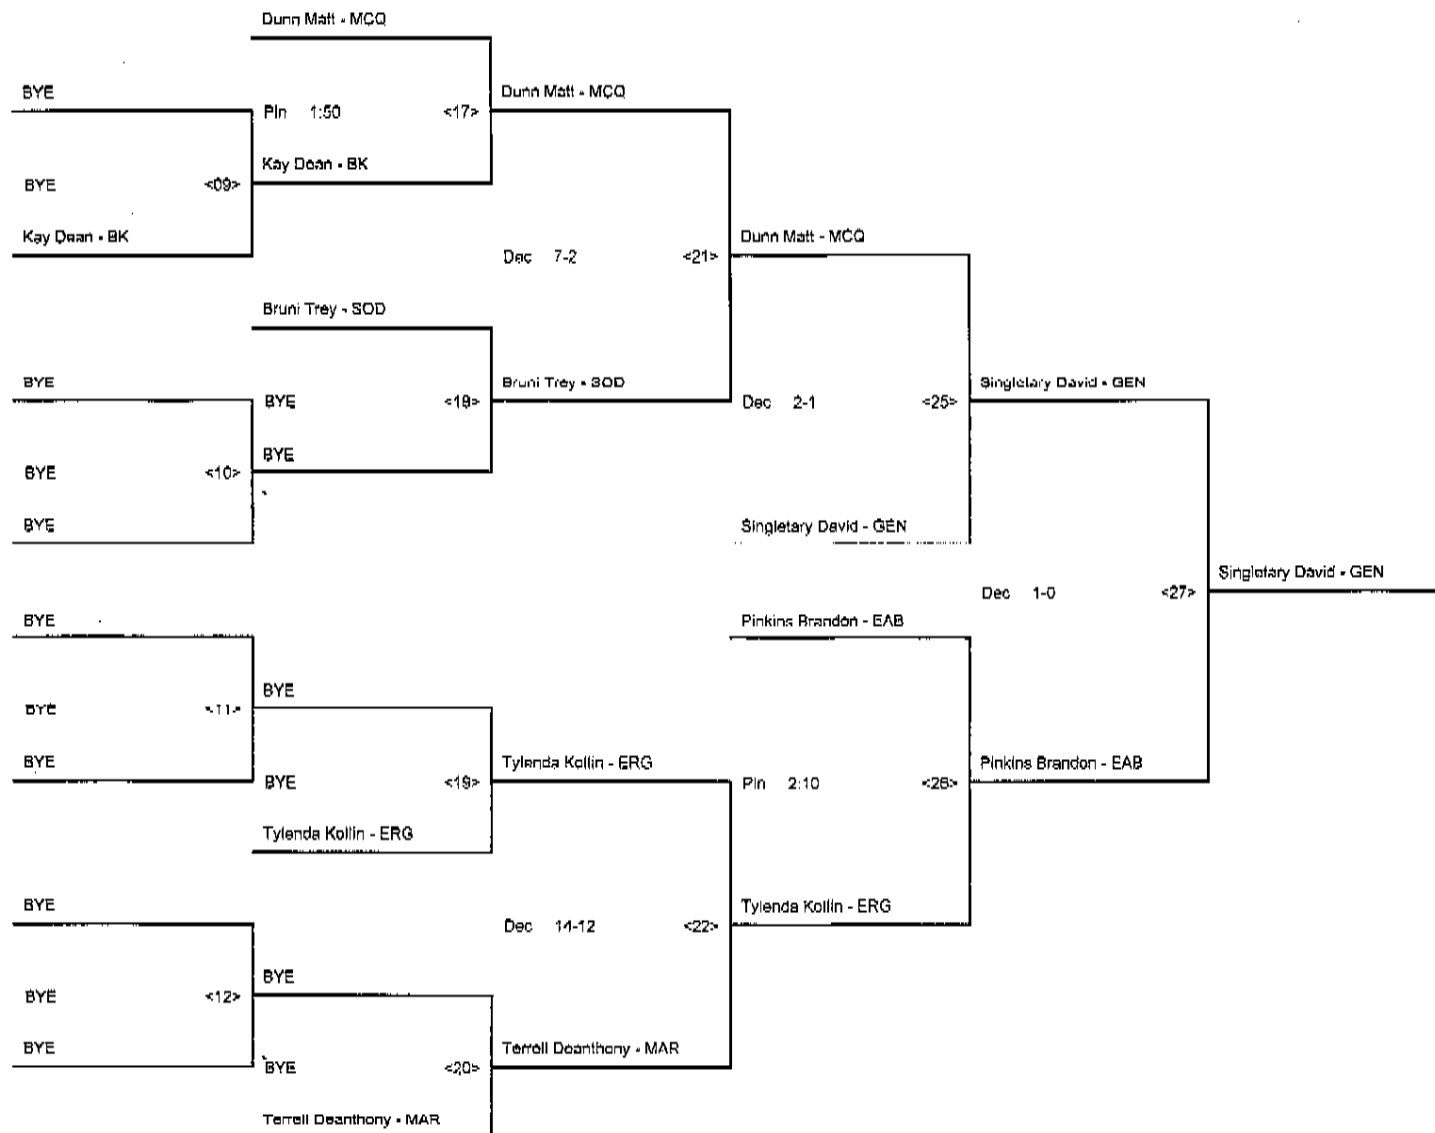 Dunn Matt - MCQ
BYE
Pin 1:50 <17>
Dunn Matt - MCQ
Kay Dean - BK
BYE <09>
Kay Dean - BK
Dec 7-2 <21>
Dunn Matt - MCQ
Bruni Trey - SOD
BYE
BYE <18>
Bruni Trey - SOD
Dec 2-1 <25>
Singletary David - GEN
BYE
BYE <10>
BYE
Singletary David - GEN
Dec 1-0 <27>
Singletary David - GEN
BYE
Pinkins Brandon - EAB
BYE
BYE <11>
BYE
BYE <19>
Tylenda Kollin - ERG
Pin 2:10 <26>
Pinkins Brandon - EAB
Tylenda Kollin - ERG
BYE
Dec 14-12 <22>
Tylenda Kollin - ERG
BYE
BYE <12>
BYE
BYE <20>
Terrell Deanthony - MAR
Terrell Deanthony - MAR